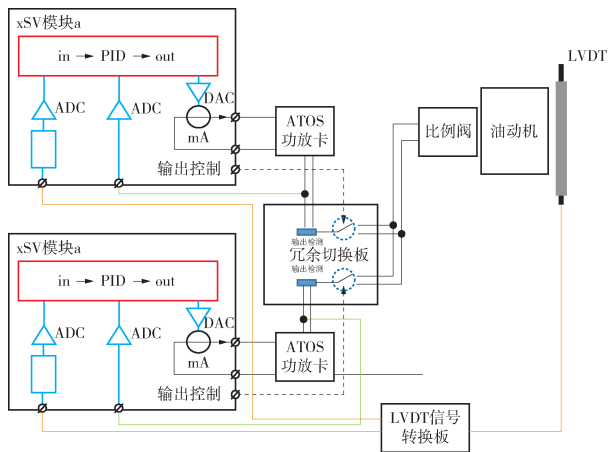 xSV模块a
in PID out
ADC
ADC
DAC
mA
输出控制
ATOS
功放卡
比例阀
油动机
LVDT
输出检测
冗余切换板
输出检测
xSV模块a
in PID out
ADC
ADC
DAC
mA
输出控制
ATOS
功放卡
LVDT信号
转换板